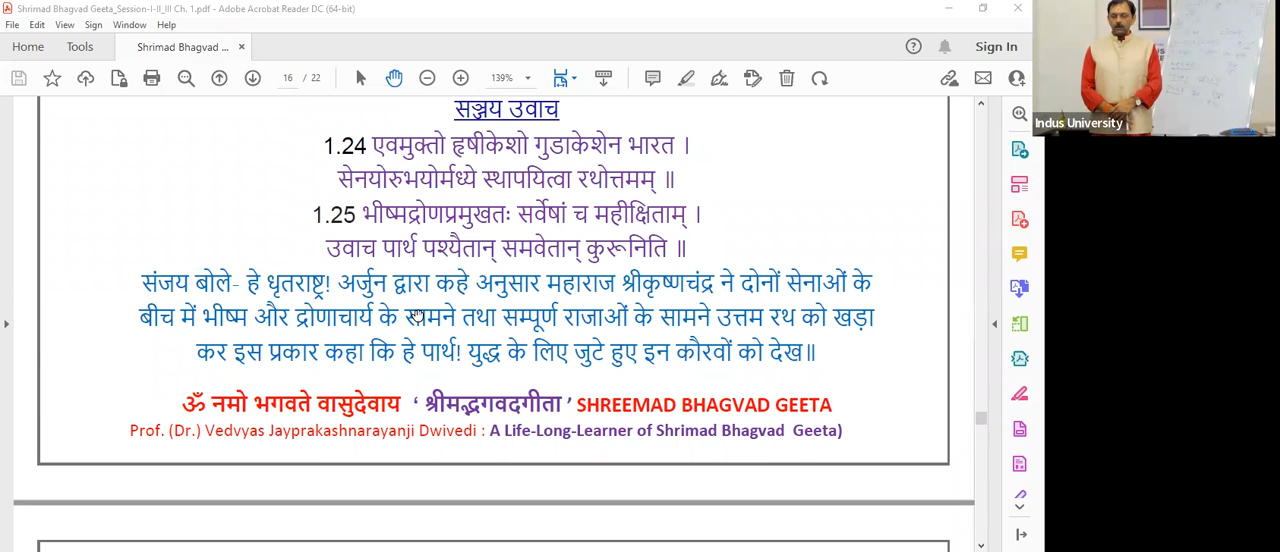 Shrimad Bhagvad Geeta_Session-I-II_III Ch. 1.pdf - Adobe Acrobat Reader DC (64-bit)
File Edit View Sign Window Help
Home Tools Shrimad Bhagvad ... × Sign In
16 / 22 139%
सञ्जय उवाच
1.24 एवमुक्तो हृषीकेशो गुडाकेशेन भारत ।
सेनयोरुभयोर्मध्ये स्थापयित्वा रथोत्तमम् ॥
1.25 भीष्मद्रोणप्रमुखतः सर्वेषां च महीक्षिताम् ।
उवाच पार्थ पश्यैतान् समवेतान् कुरूनिति ॥
संजय बोले- हे धृतराष्ट्र! अर्जुन द्वारा कहे अनुसार महाराज श्रीकृष्णचंद्र ने दोनों सेनाओं के
बीच में भीष्म और द्रोणाचार्य के सामने तथा सम्पूर्ण राजाओं के सामने उत्तम रथ को खड़ा
कर इस प्रकार कहा कि हे पार्थ! युद्ध के लिए जुटे हुए इन कौरवों को देख॥
ॐ नमो भगवते वासुदेवाय ‘ श्रीमद्भगवदगीता ’ SHREEMAD BHAGVAD GEETA
Prof. (Dr.) Vedvyas Jayprakashnarayanji Dwivedi : A Life-Long-Learner of Shrimad Bhagvad Geeta)
Indus University